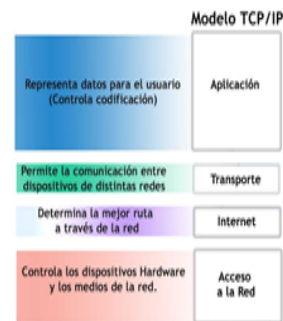 Modelo TCP/IP
Representa datos para el usuario
(Controla codificación)
Aplicación
Permite la comunicación entre
dispositivos de distintas redes
Transporte
Determina la mejor ruta
a través de la red
Internet
Controla los dispositivos Hardware
y los medios de la red.
Acceso
a la Red